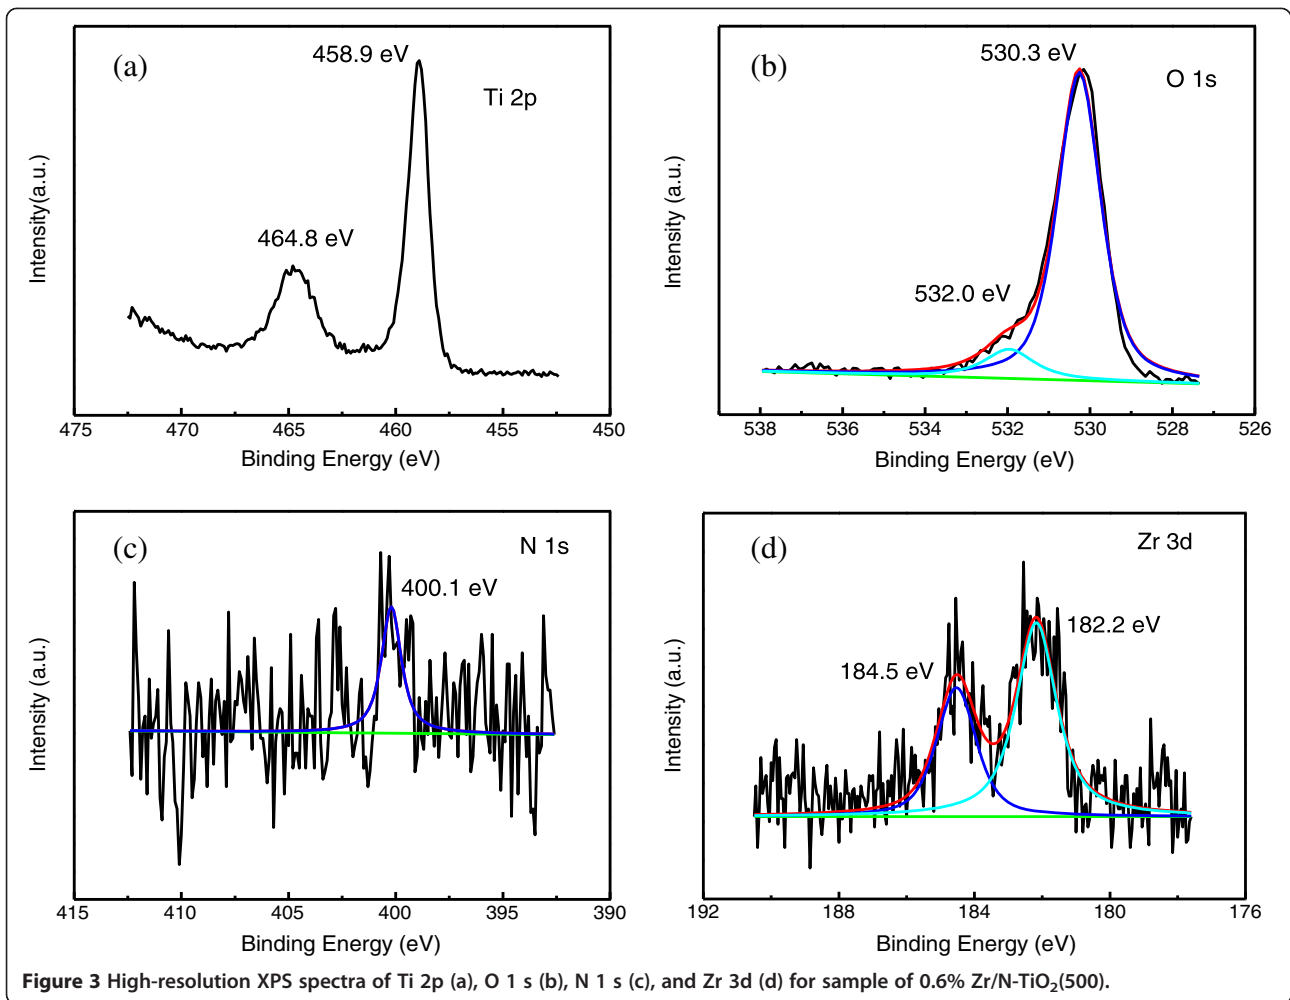 (a)
458.9 eV
Ti 2p
464.8 eV
Intensity(a.u.)
475 470 465 460 455 450
Binding Energy (eV)
(b)
530.3 eV
O 1s
532.0 eV
Intensity (a.u.)
538 536 534 532 530 528 526
Binding Energy (eV)
(c)
N 1s
400.1 eV
Intensity (a.u.)
415 410 405 400 395 390
Binding Energy (eV)
(d)
Zr 3d
182.2 eV
184.5 eV
Intensity (a.u.)
192 188 184 180 176
Binding Energy (eV)
Figure 3 High-resolution XPS spectra of Ti 2p (a), O 1 s (b), N 1 s (c), and Zr 3d (d) for sample of 0.6% Zr/N-TiO₂(500).